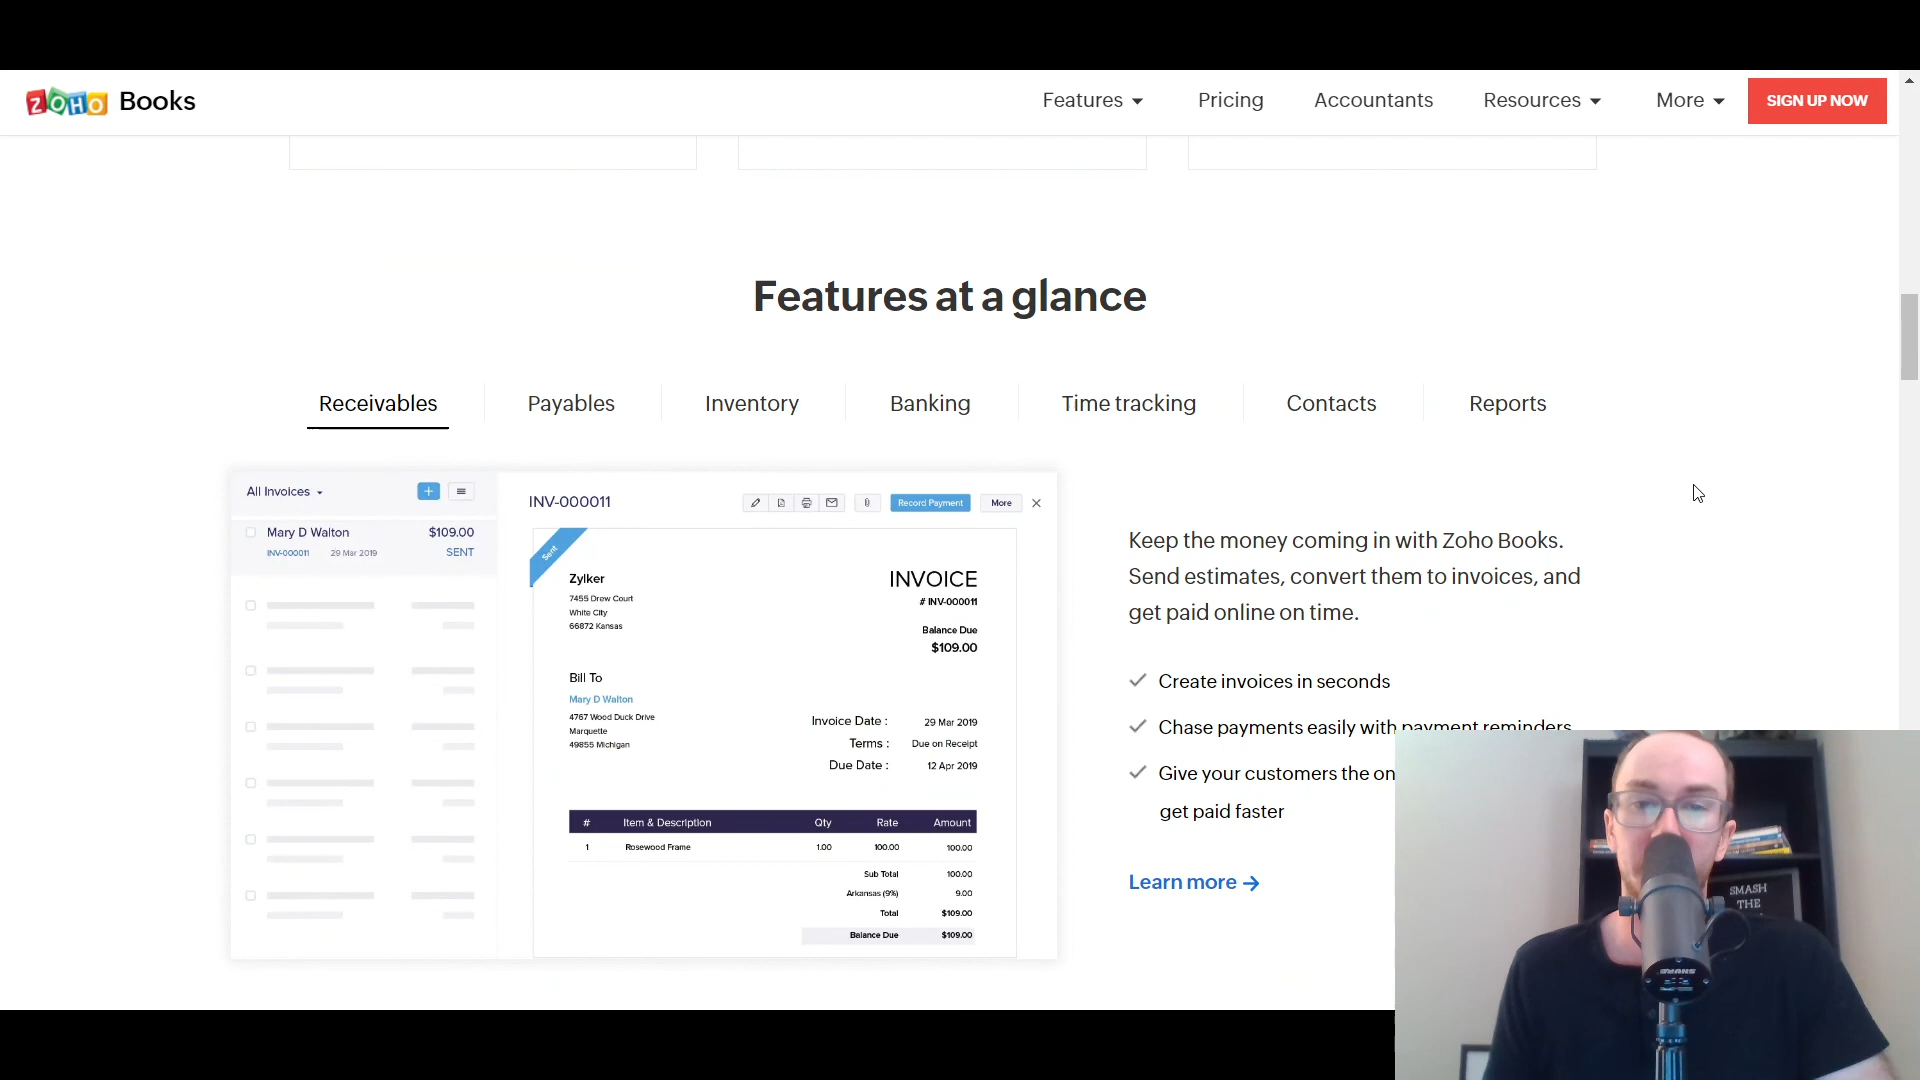 ZOHO Books
Features
Pricing
Accountants
Resources
More
SIGN UP NOW
Features at a glance
Receivables
Payables
Inventory
Banking
Time tracking
Contacts
Reports
All Invoices
Mary D Walton $109.00
INV-000011 29 Mar 2019 SENT
INV-000011
Record Payment
More
Sent
Zylker
7455 Drew Court
White City
66872 Kansas
INVOICE
# INV-000011
Balance Due
$109.00
Bill To
Mary D Walton
4767 Wood Duck Drive
Marquette
49855 Michigan
Invoice Date : 29 Mar 2019
Terms : Due on Receipt
Due Date : 12 Apr 2019
# Item & Description Qty Rate Amount
1 Rosewood Frame 1.00 100.00 100.00
Sub Total 100.00
Arkansas (9%) 9.00
Total $109.00
Balance Due $109.00
Keep the money coming in with Zoho Books.
Send estimates, convert them to invoices, and
get paid online on time.
Create invoices in seconds
Chase payments easily with payment reminders
Give your customers the on
get paid faster
Learn more
SMASH
THE
SHURE